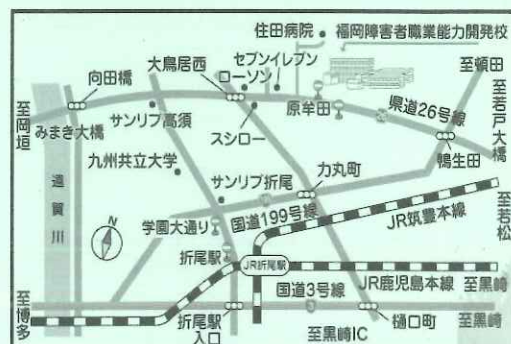 住田病院
福岡障害者職業能力開発校
セブンイレブン
ローソン
大鳥居西
向田橋
至頓田
至岡垣
みまき大橋
サンリブ高須
スシロー
原牟田
県道26号線
至若戸大橋
九州共立大学
サンリブ折尾
力丸町
鴨生田
遠賀川
N
学園大通り
国道199号線
JR筑豊本線
至若松
折尾駅
JR折尾駅
JR鹿児島本線
至黒崎
至博多
国道3号線
折尾駅
入口
至黒崎IC
樋口町
至黒崎